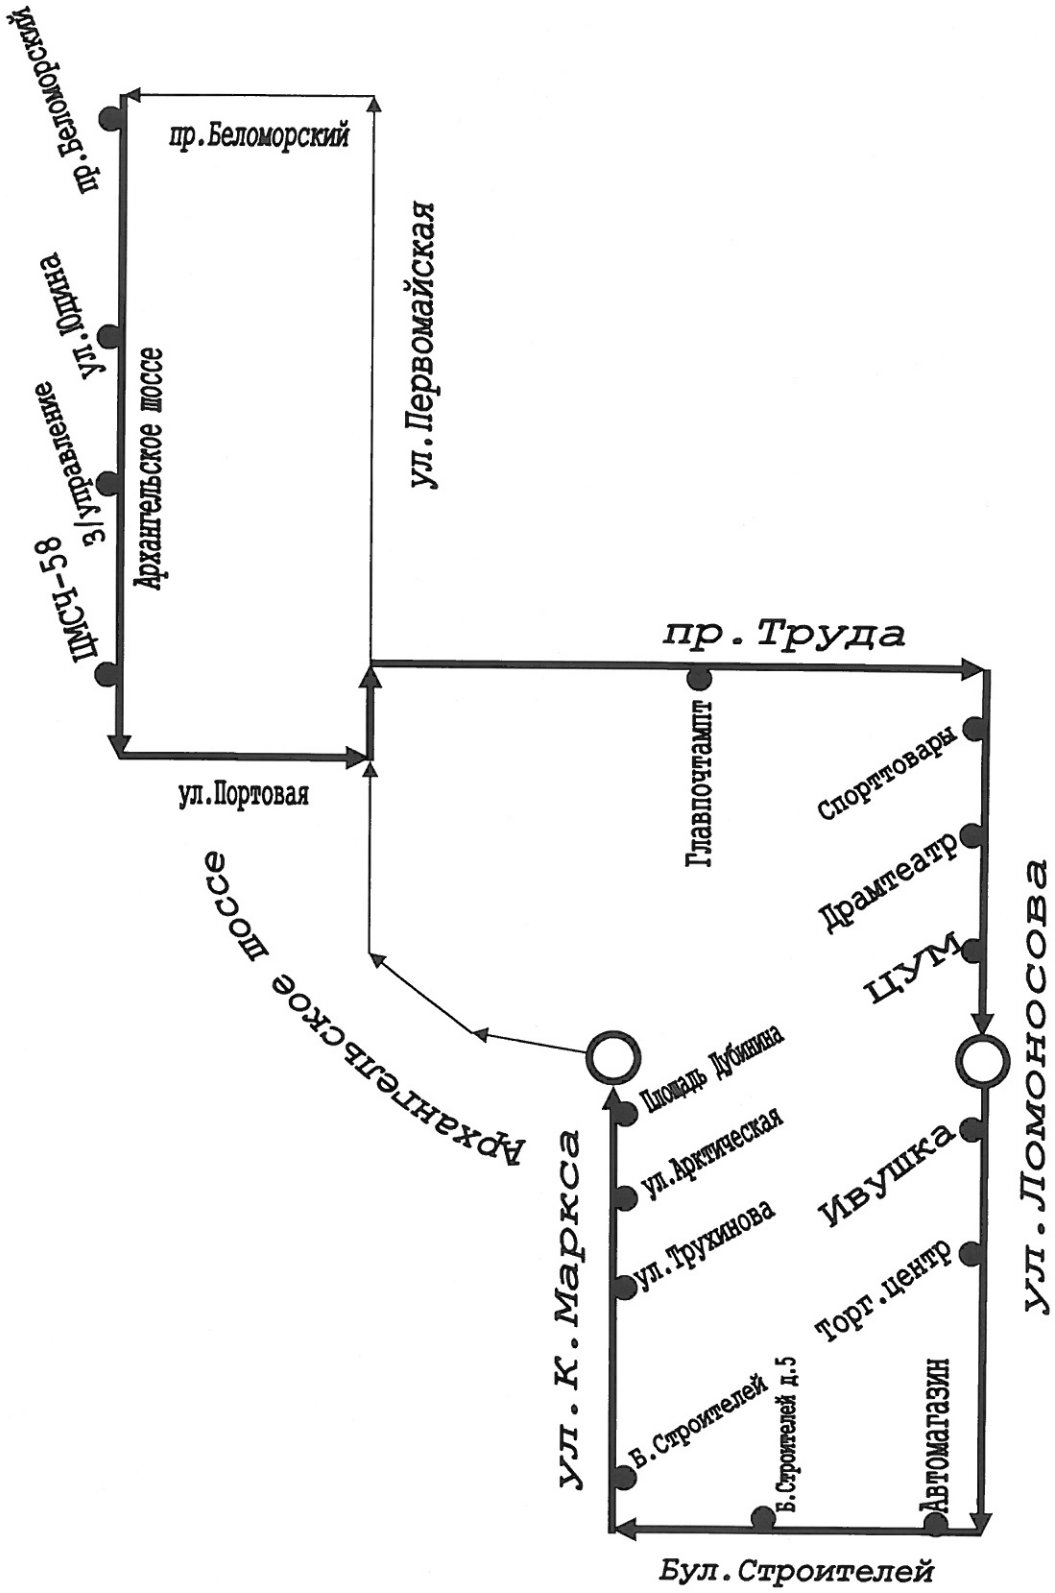 пр.Беломорский
пр.Беломорский
ул.Юдина
ул.Первомайская
З/управление
Архангельское шоссе
ЦМСЧ-58
пр.Труда
ул.Портовая
Главпочтампт
Спорттовары
Драмтеатр
ЦУМ
Архангельское шоссе
ул.Ломоносова
Площадь Дубинина
ул.Арктическая
ул.К.Маркса
Ивушка
ул.Трухинова
Торг.центр
Б.Строителей
Б.Строителей д.5
Автомагазин
Бул.Строителей